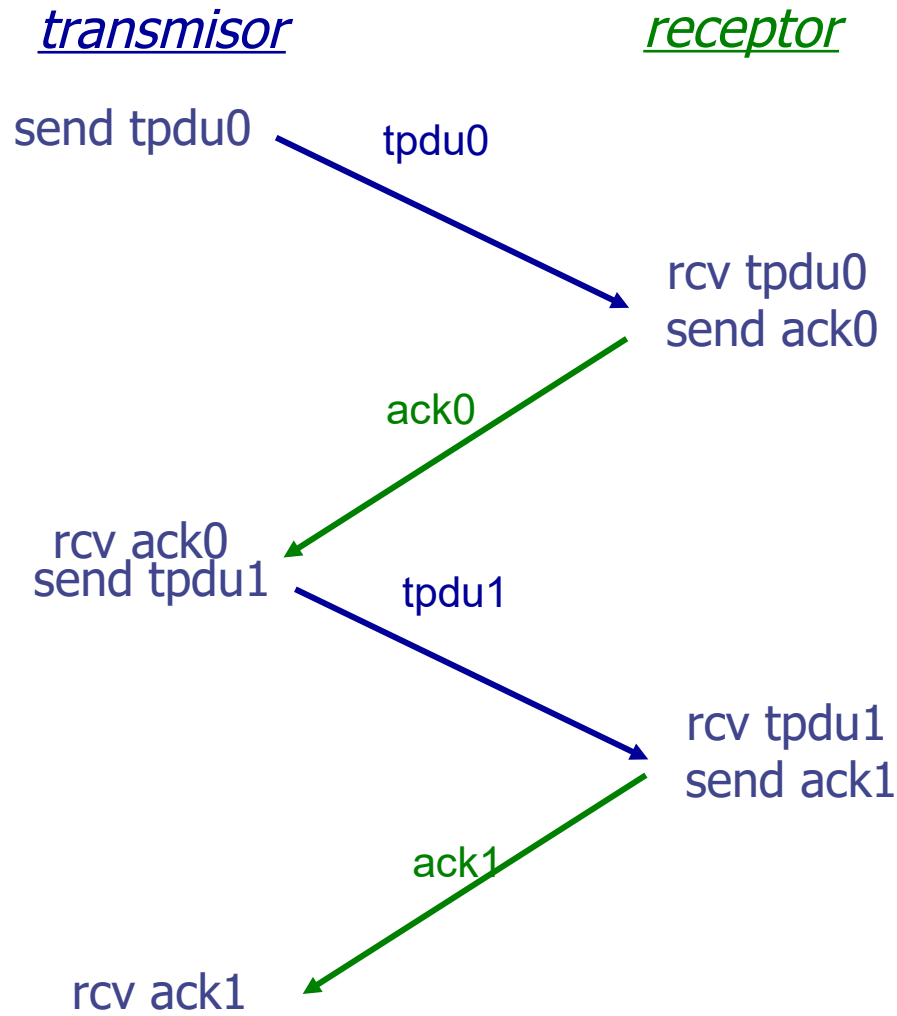 transmisor
receptor
send tpdu0
tpdu0
rcv tpdu0
send ack0
ack0
rcv ack0
send tpdu1
tpdu1
rcv tpdu1
send ack1
ack1
rcv ack1